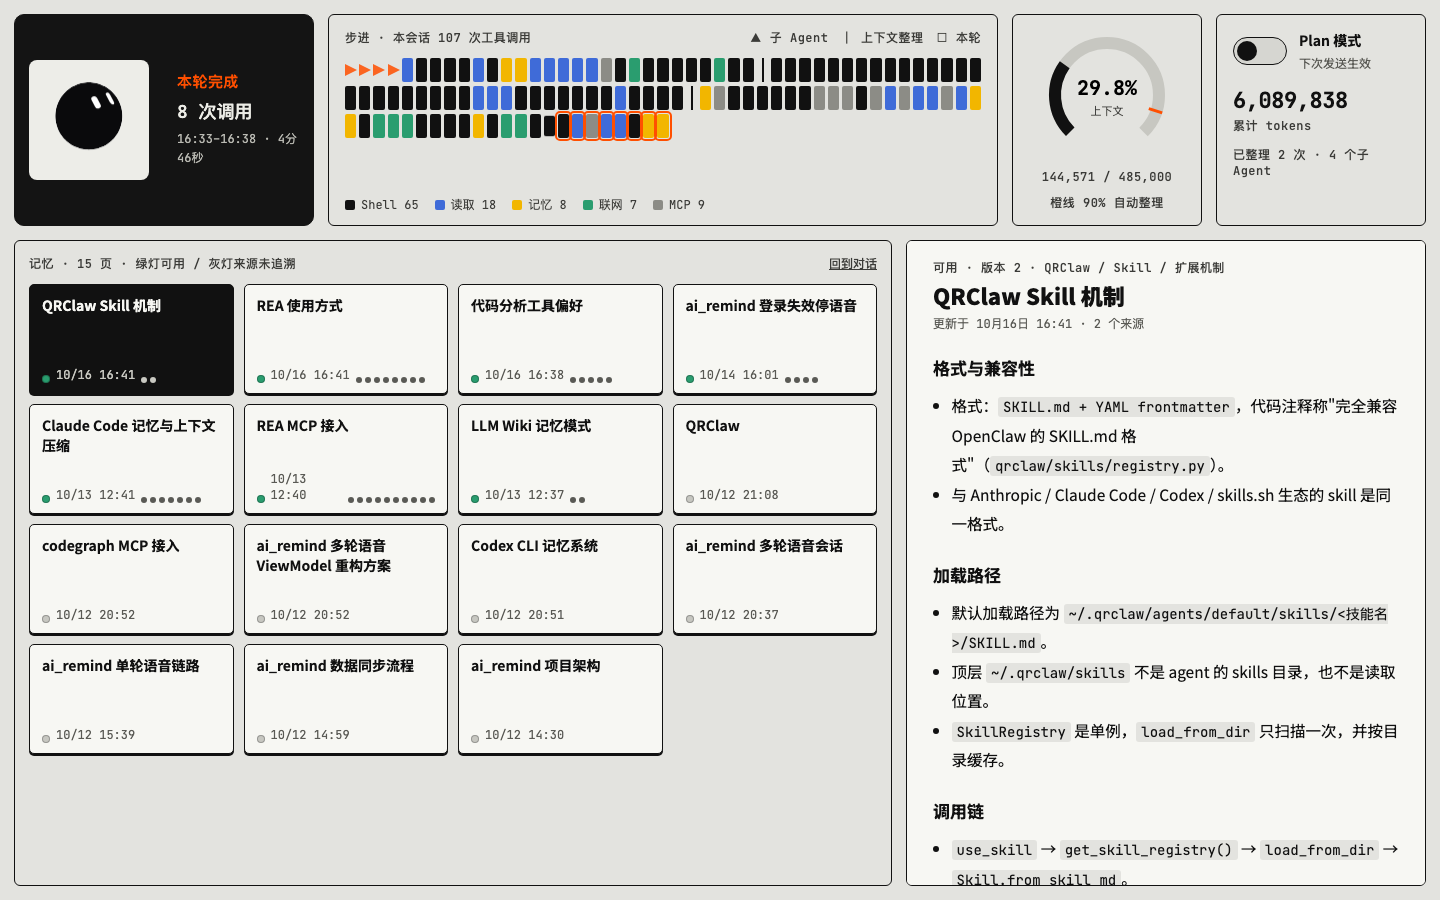 本轮完成
8 次调用
16:33–16:38 · 4分
46秒
步进 · 本会话 107 次工具调用
▲ 子 Agent | 上下文整理 □ 本轮
Shell 65 读取 18 记忆 8 联网 7 MCP 9
29.8%
上下文
144,571 / 485,000
橙线 90% 自动整理
Plan 模式
下次发送生效
6,089,838
累计 tokens
已整理 2 次 · 4 个子
Agent
记忆 · 15 页 · 绿灯可用 / 灰灯来源未追溯
回到对话
QRClaw Skill 机制
10/16 16:41
REA 使用方式
10/16 16:41
代码分析工具偏好
10/16 16:38
ai_remind 登录失效停语音
10/14 16:01
Claude Code 记忆与上下文
压缩
10/13 12:41
REA MCP 接入
10/13
12:40
LLM Wiki 记忆模式
10/13 12:37
QRClaw
10/12 21:08
codegraph MCP 接入
10/12 20:52
ai_remind 多轮语音
ViewModel 重构方案
10/12 20:52
Codex CLI 记忆系统
10/12 20:51
ai_remind 多轮语音会话
10/12 20:37
ai_remind 单轮语音链路
10/12 15:39
ai_remind 数据同步流程
10/12 14:59
ai_remind 项目架构
10/12 14:30
可用 · 版本 2 · QRClaw / Skill / 扩展机制
QRClaw Skill 机制
更新于 10月16日 16:41 · 2 个来源
格式与兼容性
• 格式：SKILL.md + YAML frontmatter，代码注释称"完全兼容
OpenClaw 的 SKILL.md 格
式"（qrclaw/skills/registry.py）。
• 与 Anthropic / Claude Code / Codex / skills.sh 生态的 skill 是同
一格式。
加载路径
• 默认加载路径为 ~/.qrclaw/agents/default/skills/<技能名
>/SKILL.md。
• 顶层 ~/.qrclaw/skills 不是 agent 的 skills 目录，也不是读取
位置。
• SkillRegistry 是单例，load_from_dir 只扫描一次，并按目
录缓存。
调用链
• use_skill → get_skill_registry() → load_from_dir →
Skill.from_skill_md。